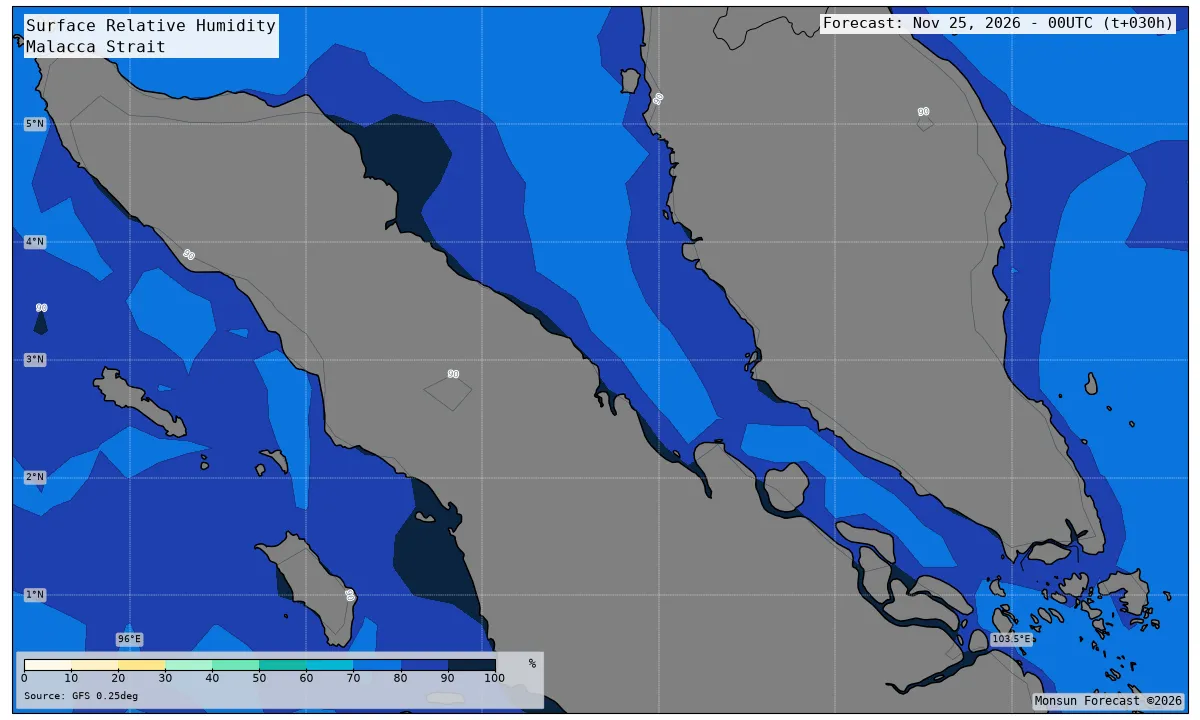 Surface Relative Humidity
Malacca Strait
Forecast: Nov 25, 2026 - 00UTC (t+030h)
90
90
5°N
4°N
90
90
3°N
90
2°N
1°N
90
96°E
103.5°E
%
0 10 20 30 40 50 60 70 80 90 100
Source: GFS 0.25deg
Monsun Forecast ©2026